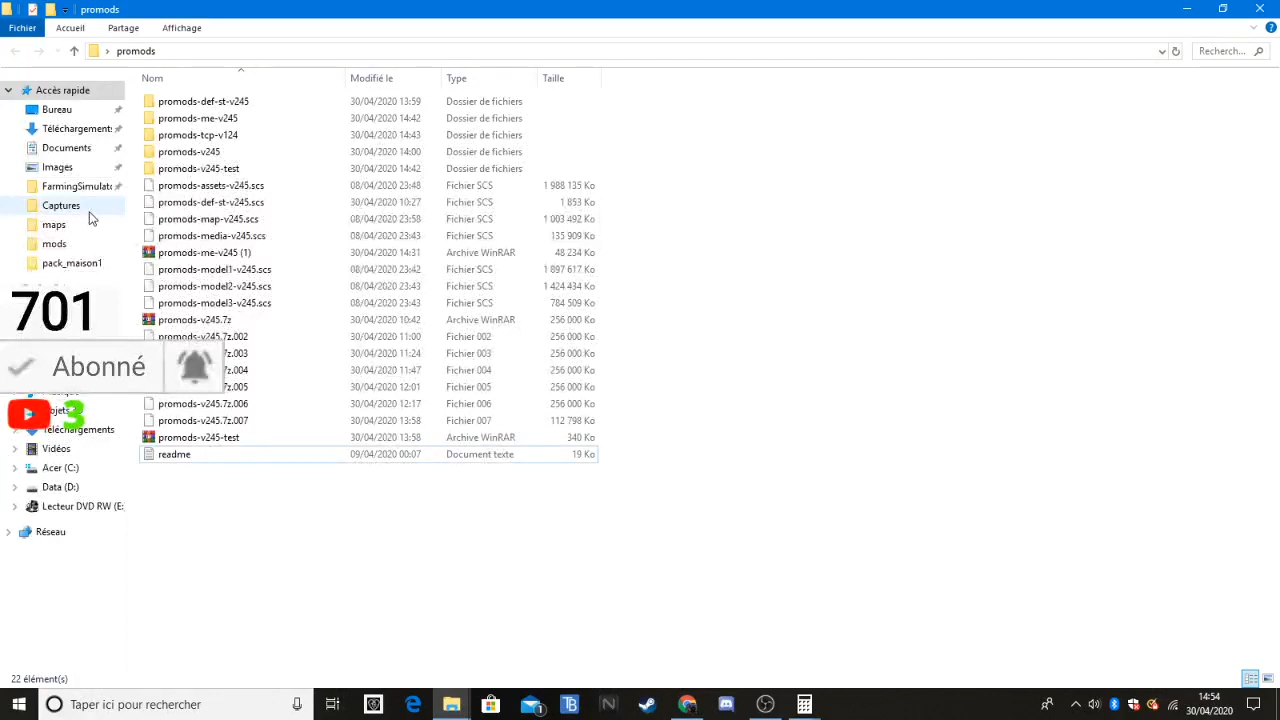 promods
Fichier Accueil Partage Affichage
promods Recherch...
Nom Modifié le Type Taille
Accès rapide
Bureau
Téléchargement:
Documents
Images
FarmingSimulat
Captures
maps
mods
pack_maison1
701
Abonné
3
Objets
Téléchargements
Vidéos
Acer (C:)
Data (D:)
Lecteur DVD RW (E:
Réseau
promods-def-st-v245 30/04/2020 13:59 Dossier de fichiers
promods-me-v245 30/04/2020 14:42 Dossier de fichiers
promods-tcp-v124 30/04/2020 14:43 Dossier de fichiers
promods-v245 30/04/2020 14:00 Dossier de fichiers
promods-v245-test 30/04/2020 14:42 Dossier de fichiers
promods-assets-v245.scs 08/04/2020 23:48 Fichier SCS 1 988 135 Ko
promods-def-st-v245.scs 30/04/2020 10:27 Fichier SCS 1 853 Ko
promods-map-v245.scs 08/04/2020 23:58 Fichier SCS 1 003 492 Ko
promods-media-v245.scs 08/04/2020 23:43 Fichier SCS 135 909 Ko
promods-me-v245 (1) 30/04/2020 14:31 Archive WinRAR 48 234 Ko
promods-model1-v245.scs 08/04/2020 23:42 Fichier SCS 1 897 617 Ko
promods-model2-v245.scs 08/04/2020 23:43 Fichier SCS 1 424 434 Ko
promods-model3-v245.scs 08/04/2020 23:43 Fichier SCS 784 509 Ko
promods-v245.7z 30/04/2020 10:42 Archive WinRAR 256 000 Ko
promods-v245.7z.002 30/04/2020 11:00 Fichier 002 256 000 Ko
7z.003 30/04/2020 11:24 Fichier 003 256 000 Ko
7z.004 30/04/2020 11:47 Fichier 004 256 000 Ko
7z.005 30/04/2020 12:01 Fichier 005 256 000 Ko
promods-v245.7z.006 30/04/2020 12:17 Fichier 006 256 000 Ko
promods-v245.7z.007 30/04/2020 13:58 Fichier 007 112 798 Ko
promods-v245-test 30/04/2020 13:58 Archive WinRAR 340 Ko
readme 09/04/2020 00:07 Document texte 19 Ko
22 élément(s)
Taper ici pour rechercher
14:54
30/04/2020